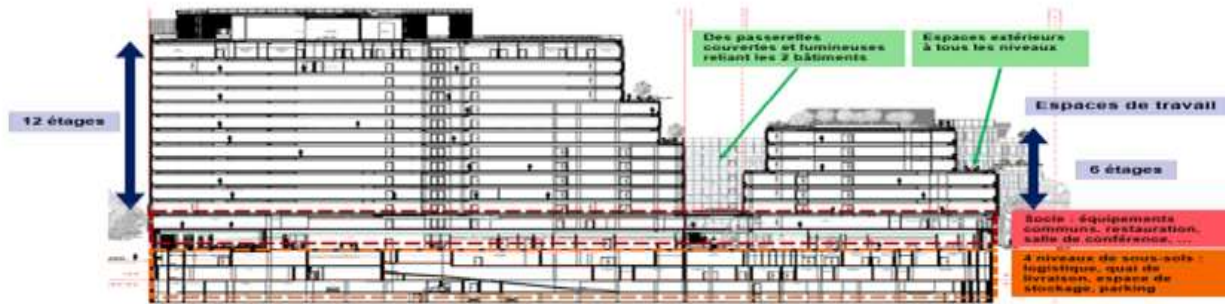 Des passerelles
couvertes et lumineuses
reliant les 2 bâtiments
Espaces extérieurs
à tous les niveaux
Espaces de travail
12 étages
6 étages
Socle : équipements
communs, restauration,
salle de conférence, ...
4 niveaux de sous-sols :
logistique, quai de
livraison, espace de
stockage, parking